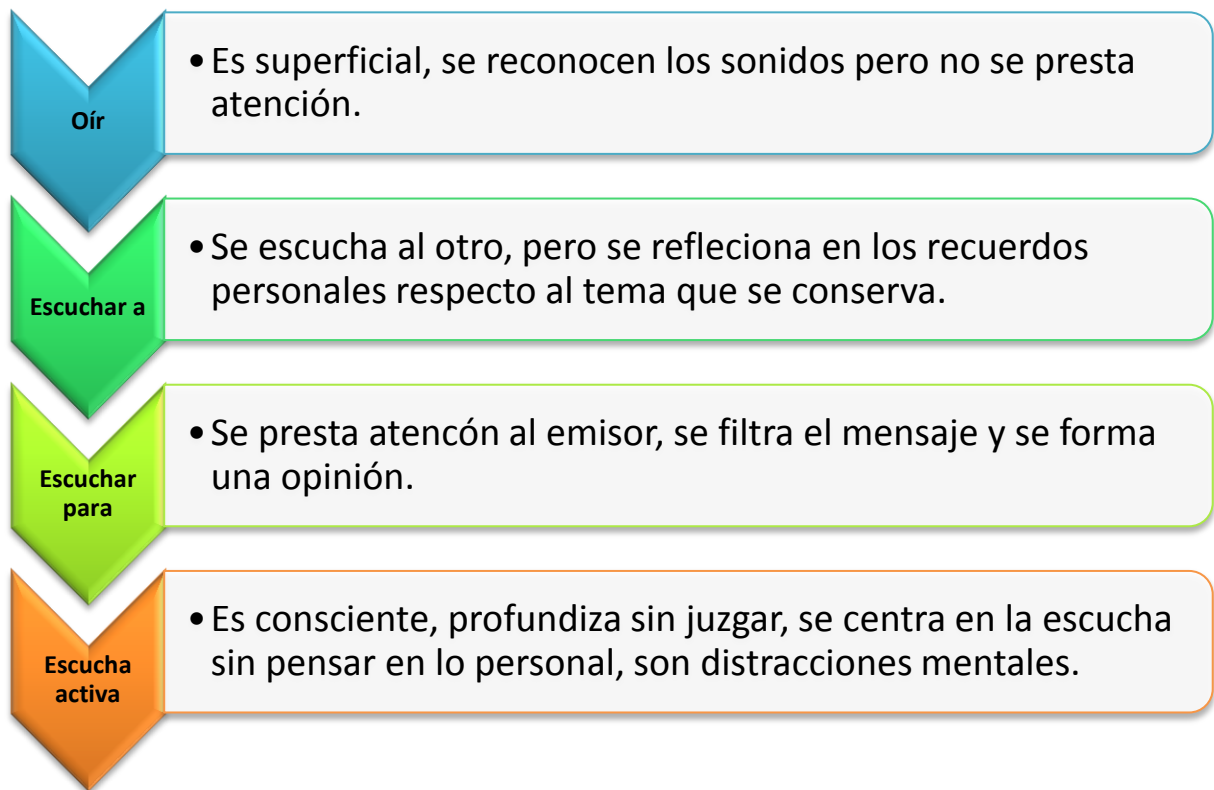 Oír
• Es superficial, se reconocen los sonidos pero no se presta
atención.
Escuchar a
• Se escucha al otro, pero se refleciona en los recuerdos
personales respecto al tema que se conserva.
Escuchar
para
• Se presta atencón al emisor, se filtra el mensaje y se forma
una opinión.
Escucha
activa
• Es consciente, profundiza sin juzgar, se centra en la escucha
sin pensar en lo personal, son distracciones mentales.